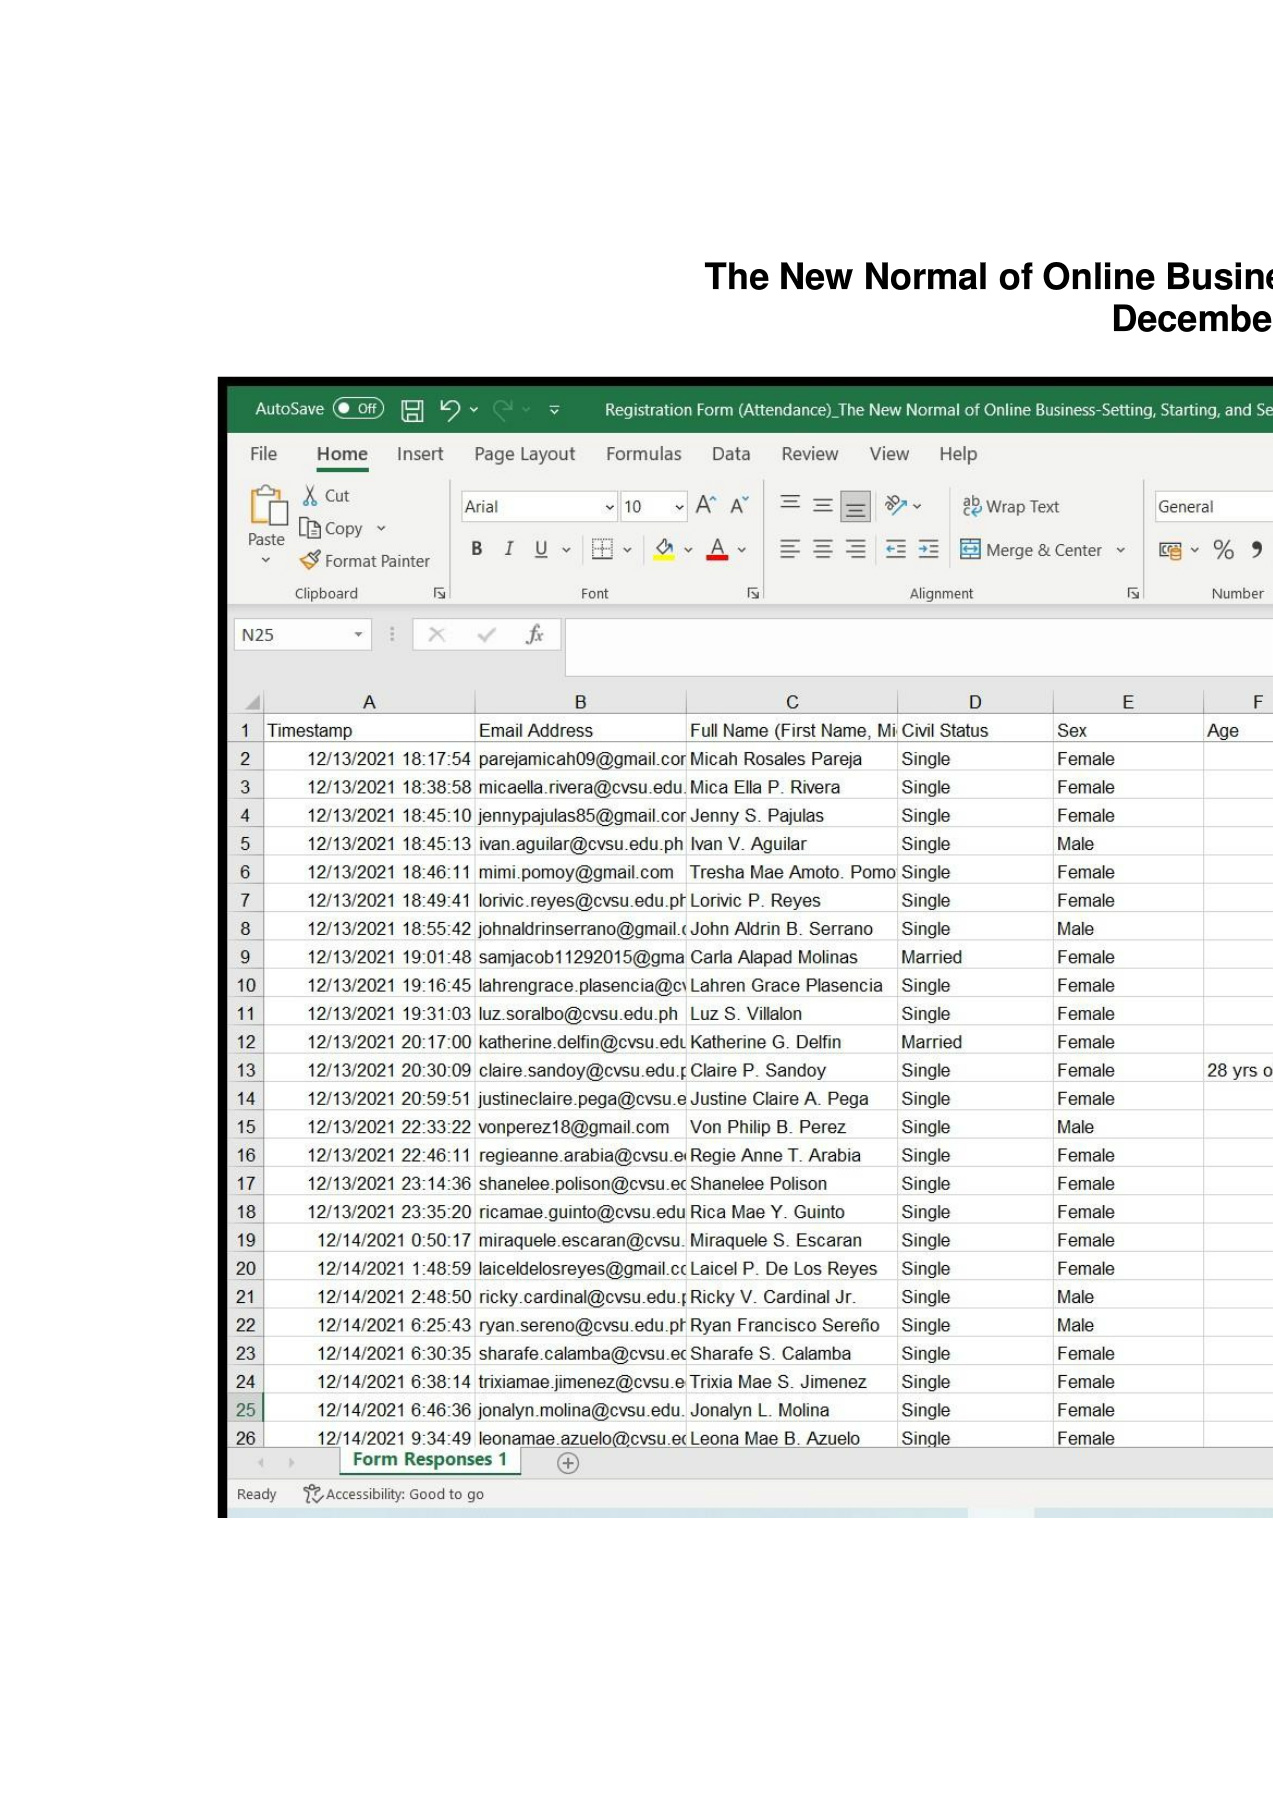 The New Normal of Online Busine
Decembe
AutoSave Off Registration Form (Attendance)_The New Normal of Online Business-Setting, Starting, and Se
File Home Insert Page Layout Formulas Data Review View Help
Paste
Cut
Copy
Format Painter
Clipboard
Arial 10
B I U A
Font
ab Wrap Text
Merge & Center
Alignment
General
%
Number
N25 fx
A B C D E F
1 Timestamp Email Address Full Name (First Name, Mi Civil Status Sex Age
2 12/13/2021 18:17:54 parejamicah09@gmail.cor Micah Rosales Pareja Single Female
3 12/13/2021 18:38:58 micaella.rivera@cvsu.edu. Mica Ella P. Rivera Single Female
4 12/13/2021 18:45:10 jennypajulas85@gmail.cor Jenny S. Pajulas Single Female
5 12/13/2021 18:45:13 ivan.aguilar@cvsu.edu.ph Ivan V. Aguilar Single Male
6 12/13/2021 18:46:11 mimi.pomoy@gmail.com Tresha Mae Amoto. Pomo Single Female
7 12/13/2021 18:49:41 lorivic.reyes@cvsu.edu.ph Lorivic P. Reyes Single Female
8 12/13/2021 18:55:42 johnaldrinserrano@gmail.c John Aldrin B. Serrano Single Male
9 12/13/2021 19:01:48 samjacob11292015@gma Carla Alapad Molinas Married Female
10 12/13/2021 19:16:45 lahrengrace.plasencia@cv Lahren Grace Plasencia Single Female
11 12/13/2021 19:31:03 luz.soralbo@cvsu.edu.ph Luz S. Villalon Single Female
12 12/13/2021 20:17:00 katherine.delfin@cvsu.edu Katherine G. Delfin Married Female
13 12/13/2021 20:30:09 claire.sandoy@cvsu.edu.p Claire P. Sandoy Single Female 28 yrs o
14 12/13/2021 20:59:51 justineclaire.pega@cvsu.e Justine Claire A. Pega Single Female
15 12/13/2021 22:33:22 vonperez18@gmail.com Von Philip B. Perez Single Male
16 12/13/2021 22:46:11 regieanne.arabia@cvsu.e Regie Anne T. Arabia Single Female
17 12/13/2021 23:14:36 shanelee.polison@cvsu.ec Shanelee Polison Single Female
18 12/13/2021 23:35:20 ricamae.guinto@cvsu.edu Rica Mae Y. Guinto Single Female
19 12/14/2021 0:50:17 miraquele.escaran@cvsu. Miraquele S. Escaran Single Female
20 12/14/2021 1:48:59 laiceldelosreyes@gmail.cc Laicel P. De Los Reyes Single Female
21 12/14/2021 2:48:50 ricky.cardinal@cvsu.edu.p Ricky V. Cardinal Jr. Single Male
22 12/14/2021 6:25:43 ryan.sereno@cvsu.edu.ph Ryan Francisco Sereño Single Male
23 12/14/2021 6:30:35 sharafe.calamba@cvsu.ec Sharafe S. Calamba Single Female
24 12/14/2021 6:38:14 trixiamae.jimenez@cvsu.e Trixia Mae S. Jimenez Single Female
25 12/14/2021 6:46:36 jonalyn.molina@cvsu.edu. Jonalyn L. Molina Single Female
26 12/14/2021 9:34:49 leonamae.azuelo@cvsu.ec Leona Mae B. Azuelo Single Female
Form Responses 1
Ready Accessibility: Good to go